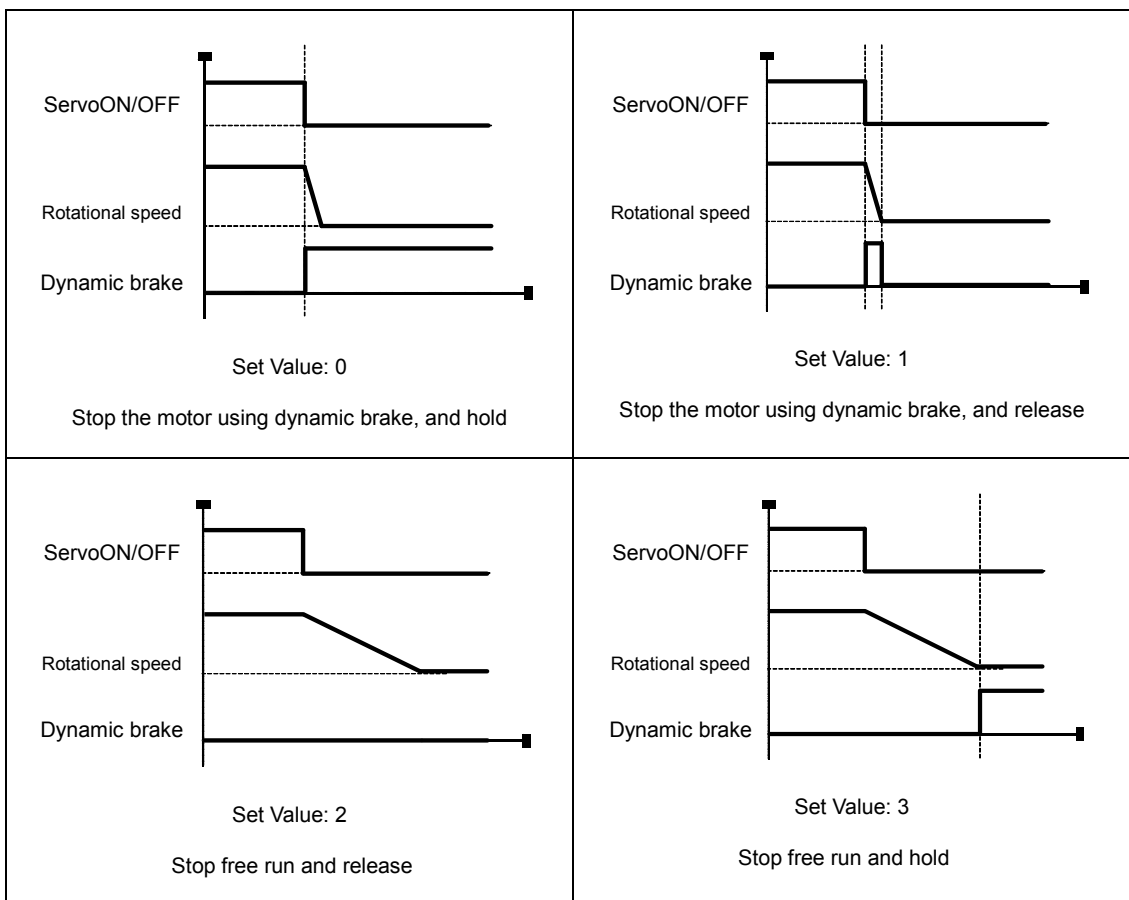 ServoON/OFF
Rotational speed
Dynamic brake
Set Value: 0
Stop the motor using dynamic brake, and hold
ServoON/OFF
Rotational speed
Dynamic brake
Set Value: 1
Stop the motor using dynamic brake, and release
ServoON/OFF
Rotational speed
Dynamic brake
Set Value: 2
Stop free run and release
ServoON/OFF
Rotational speed
Dynamic brake
Set Value: 3
Stop free run and hold